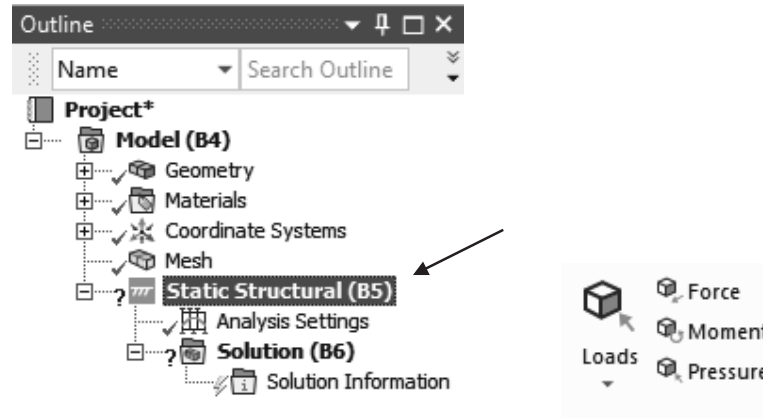 Outline
Name
Search Outline
Project*
Model (B4)
Geometry
Materials
Coordinate Systems
Mesh
Static Structural (B5)
Analysis Settings
Solution (B6)
Solution Information
Loads
Force
Moment
Pressure